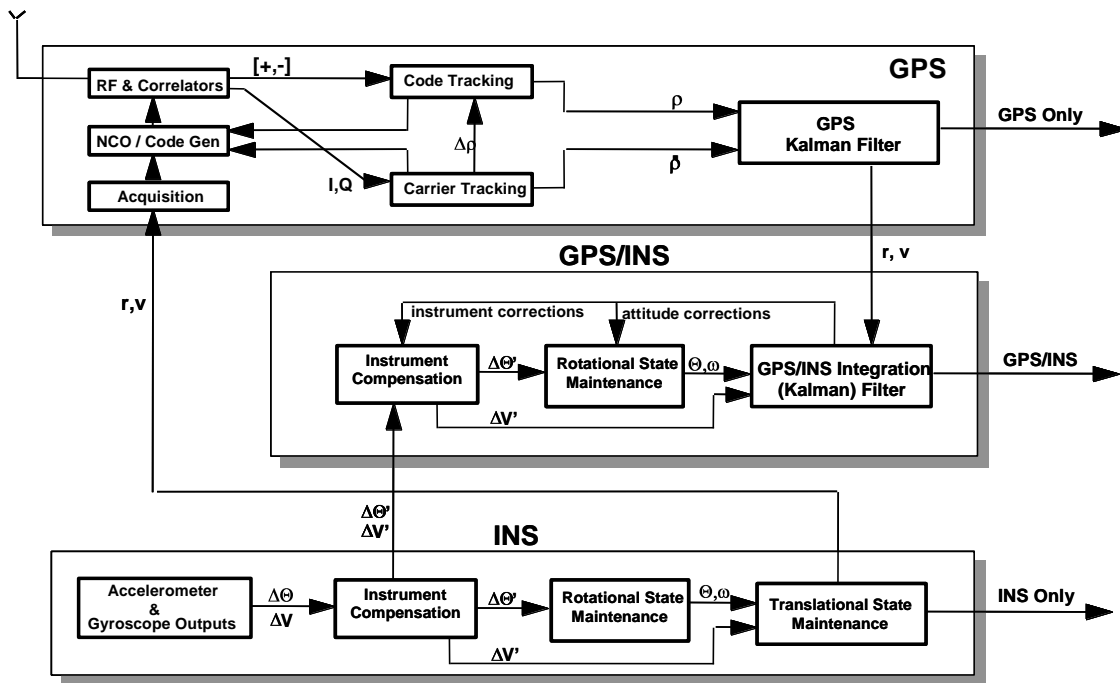 GPS
RF & Correlators
[+,-]
Code Tracking
ρ
GPS
Kalman Filter
GPS Only
NCO / Code Gen
Δρ
ρ̇
Acquisition
I,Q
Carrier Tracking
r, v
GPS/INS
r,v
instrument corrections
attitude corrections
Instrument
Compensation
ΔΘ'
Rotational State
Maintenance
Θ,ω
GPS/INS Integration
(Kalman) Filter
GPS/INS
ΔV'
ΔΘ'
ΔV'
INS
Accelerometer
&
Gyroscope Outputs
ΔΘ
ΔV
Instrument
Compensation
ΔΘ'
Rotational State
Maintenance
Θ,ω
Translational State
Maintenance
INS Only
ΔV'